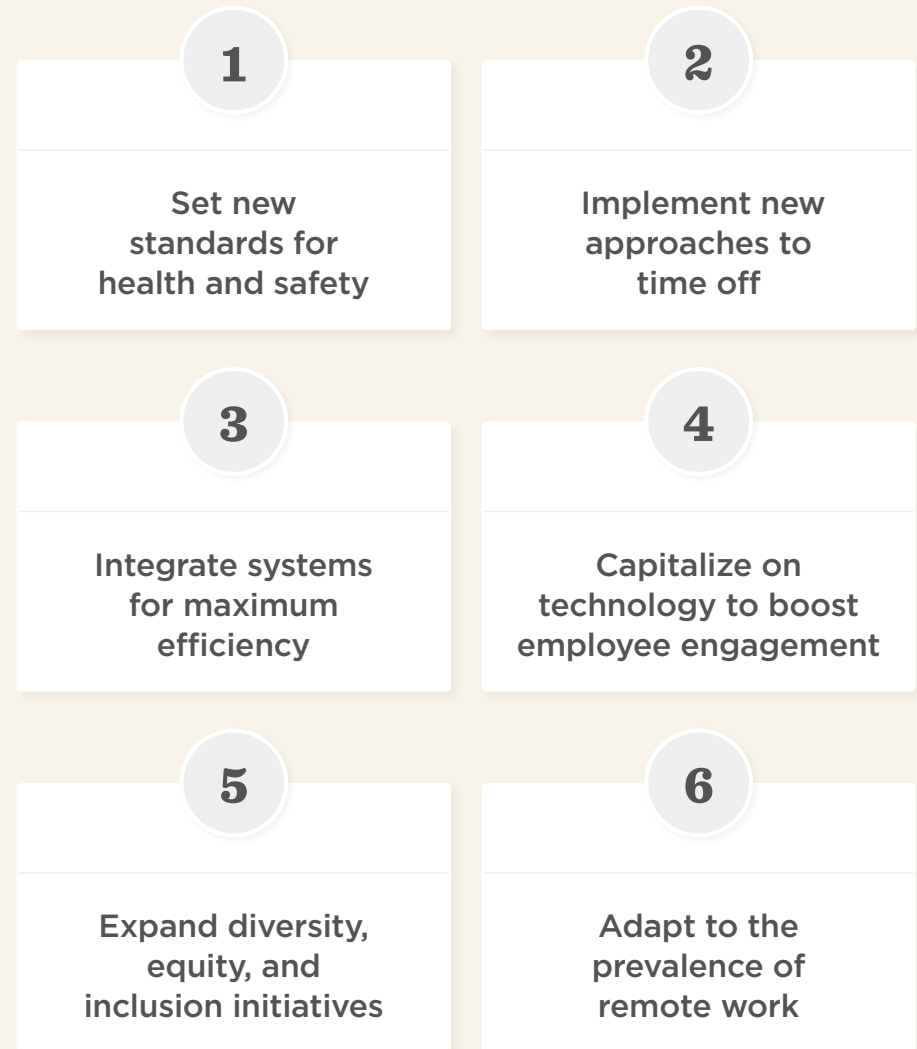 1
Set new
standards for
health and safety
2
Implement new
approaches to
time off
3
Integrate systems
for maximum
efficiency
4
Capitalize on
technology to boost
employee engagement
5
Expand diversity,
equity, and
inclusion initiatives
6
Adapt to the
prevalence of
remote work